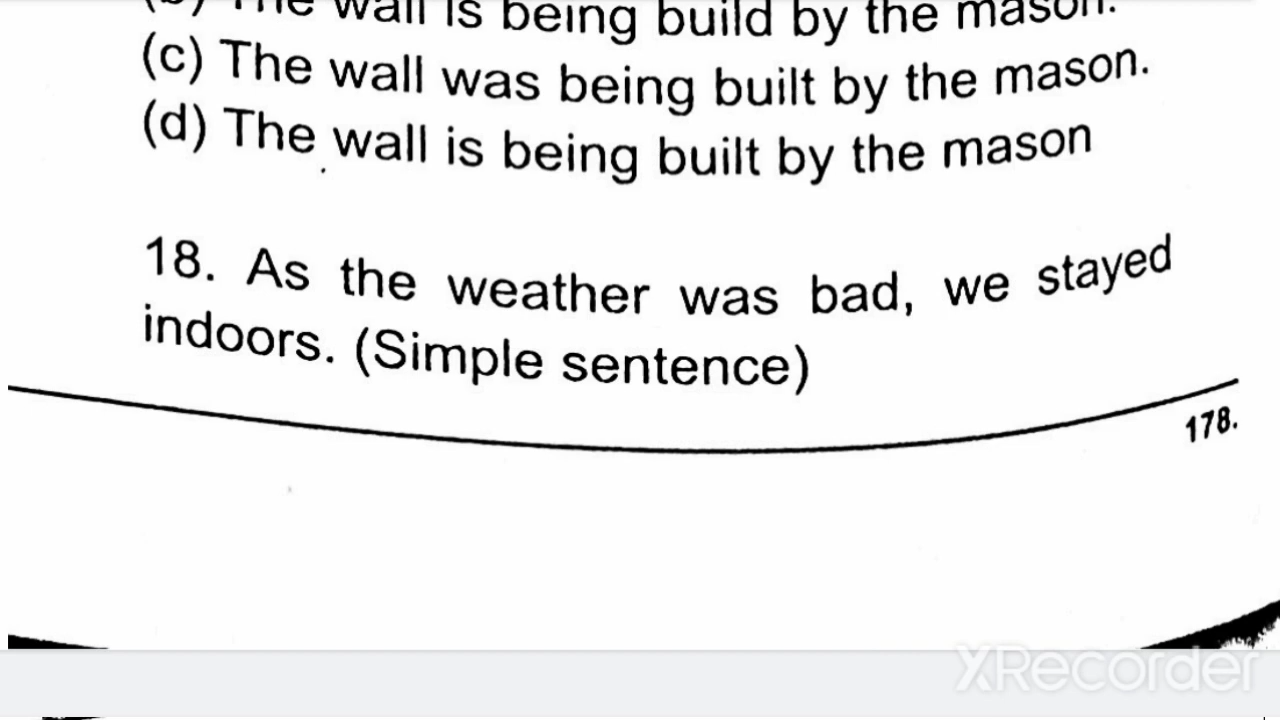 (b) The wall is being build by the mason.
(c) The wall was being built by the mason.
(d) The wall is being built by the mason
18. As the weather was bad, we stayed
indoors. (Simple sentence)
178.
XRecorder